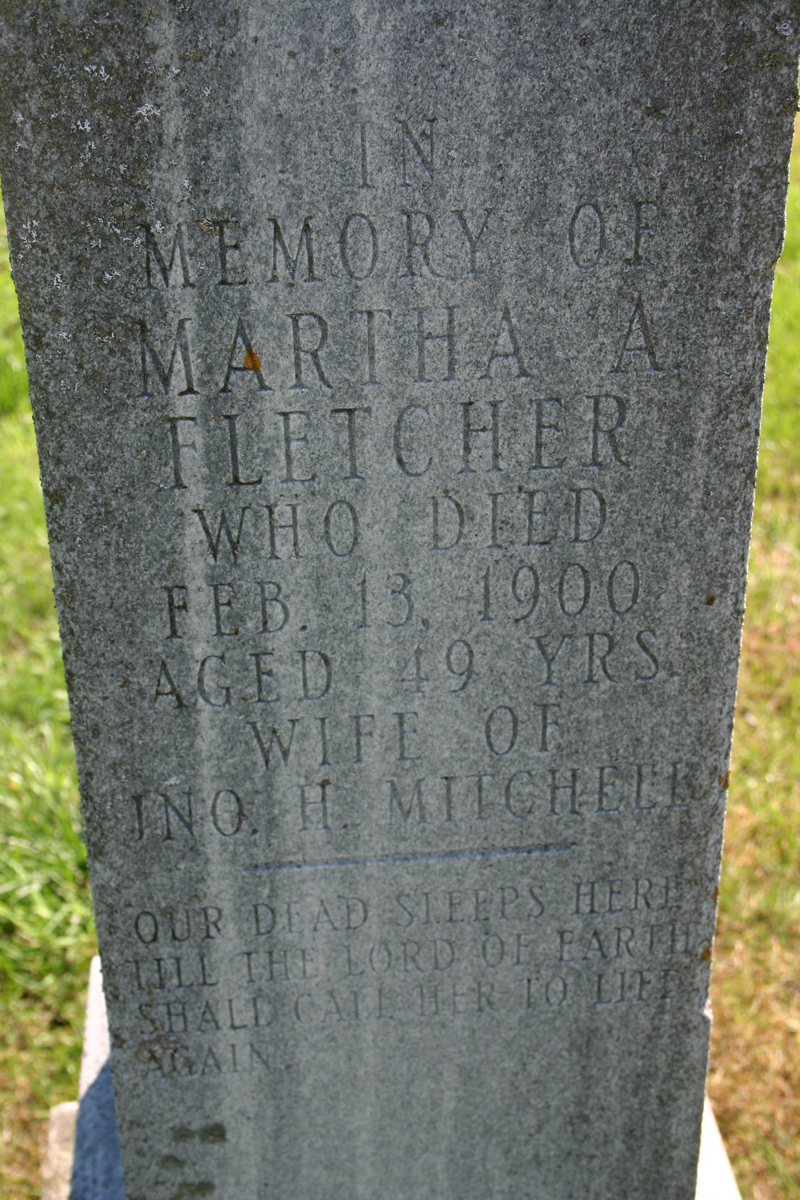 IN
MEMORY OF
MARTHA A.
FLETCHER
WHO DIED
FEB. 13, 1900
AGED 49 YRS.
WIFE OF
JNO. H. MITCHELL
OUR DEAD SLEEPS HERE
TILL THE LORD OF EARTH
SHALL CALL HER TO LIFE
AGAIN.